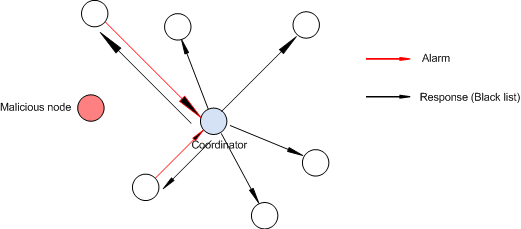 Alarm
Response (Black list)
Malicious node
Coordinator